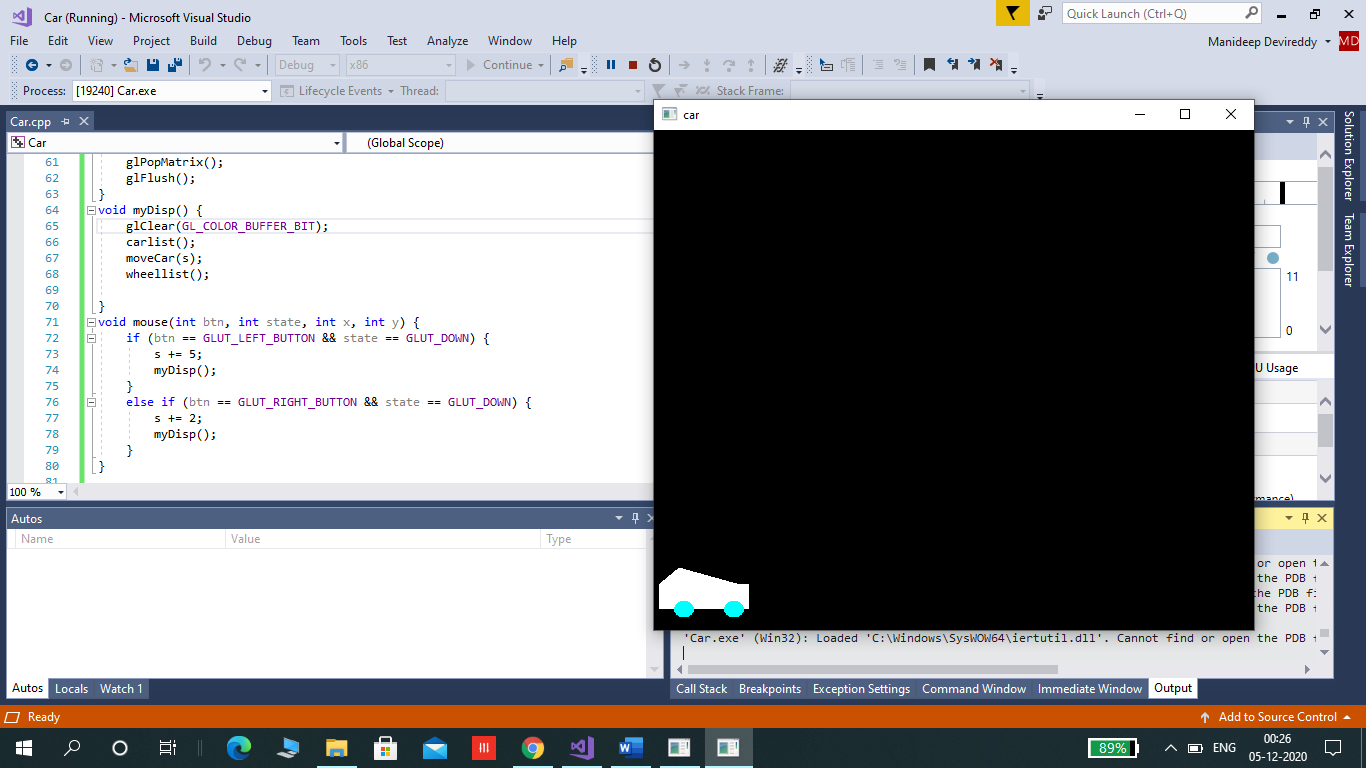 Car (Running) - Microsoft Visual Studio
Quick Launch (Ctrl+Q)
File Edit View Project Build Debug Team Tools Test Analyze Window Help
Manideep Devireddy
MD
Debug x86 Continue
Process: [19240] Car.exe Lifecycle Events Thread: Stack Frame:
Car.cpp
Car (Global Scope)
61 glPopMatrix();
62 glFlush();
63 }
64 void myDisp() {
65 glClear(GL_COLOR_BUFFER_BIT);
66 carlist();
67 moveCar(s);
68 wheellist();
69
70 }
71 void mouse(int btn, int state, int x, int y) {
72 if (btn == GLUT_LEFT_BUTTON && state == GLUT_DOWN) {
73 s += 5;
74 myDisp();
75 }
76 else if (btn == GLUT_RIGHT_BUTTON && state == GLUT_DOWN) {
77 s += 2;
78 myDisp();
79 }
80 }
81
100 %
car
Solution Explorer
Team Explorer
11
0
U Usage
mance)
Autos
Name Value Type
or open t
the PDB f
the PDB fi
the PDB f
'Car.exe' (Win32): Loaded 'C:\Windows\SysWOW64\iertutil.dll'. Cannot find or open the PDB f
Autos Locals Watch 1
Call Stack Breakpoints Exception Settings Command Window Immediate Window Output
Ready
Add to Source Control
89%
ENG
00:26
05-12-2020